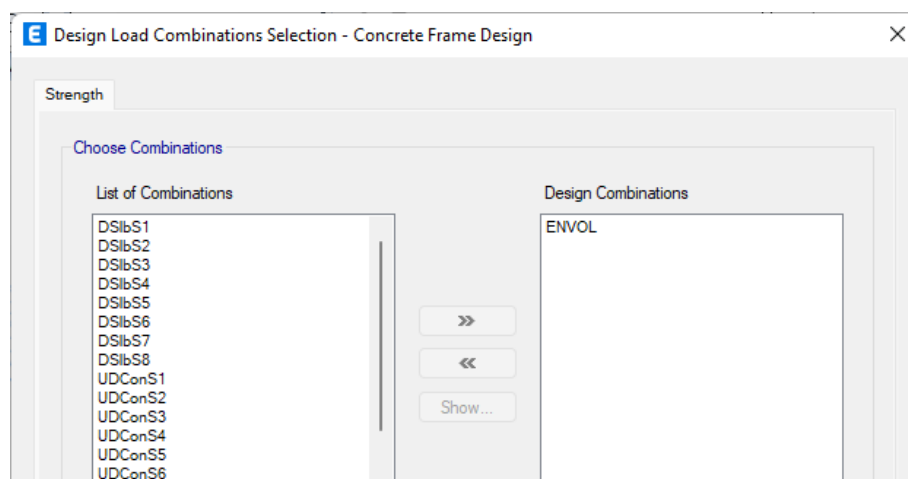 E Design Load Combinations Selection - Concrete Frame Design
Strength
Choose Combinations
List of Combinations
Design Combinations
DSlbS1
DSlbS2
DSlbS3
DSlbS4
DSlbS5
DSlbS6
DSlbS7
DSlbS8
UDConS1
UDConS2
UDConS3
UDConS4
UDConS5
UDConS6
>>
<<
Show...
ENVOL